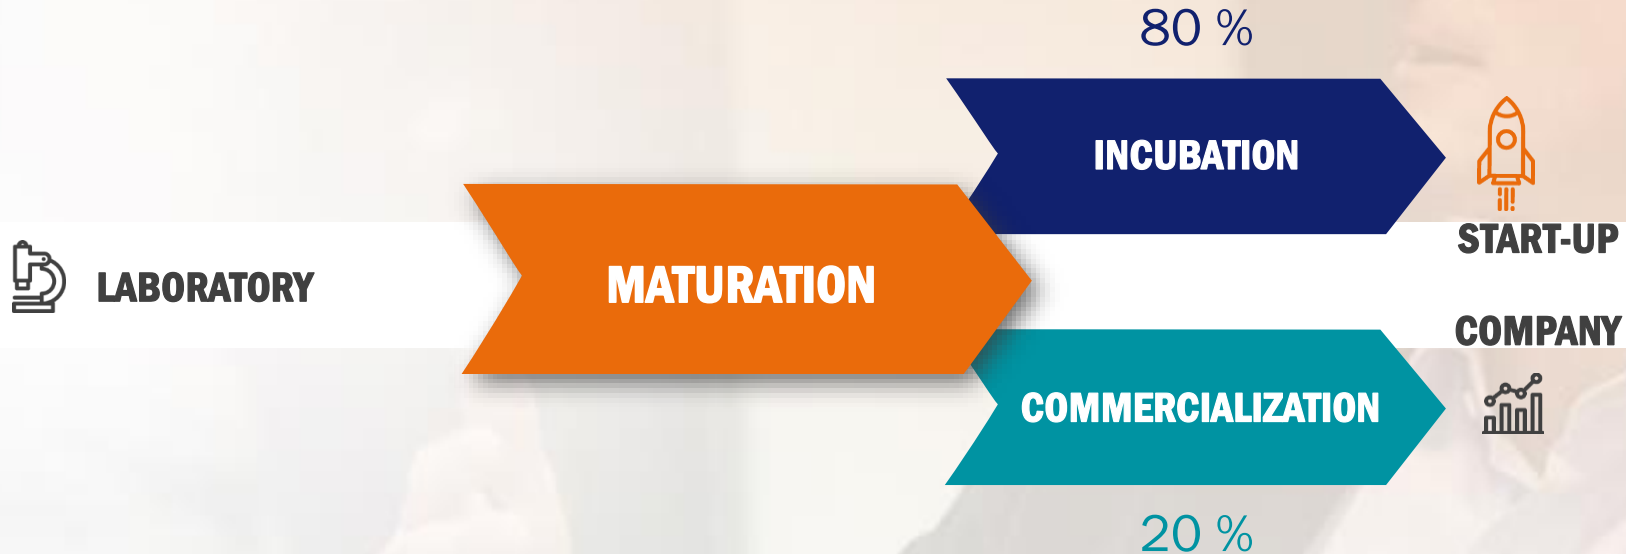 80 %
INCUBATION
START-UP
LABORATORY
MATURATION
COMPANY
COMMERCIALIZATION
20 %